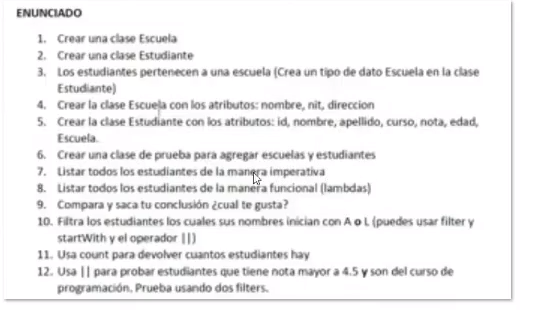 ENUNCIADO
1. Crear una clase Escuela
2. Crear una clase Estudiante
3. Los estudiantes pertenecen a una escuela (Crea un tipo de dato Escuela en la clase
Estudiante)
4. Crear la clase Escuela con los atributos: nombre, nit, direccion
5. Crear la clase Estudiante con los atributos: id, nombre, apellido, curso, nota, edad,
Escuela.
6. Crear una clase de prueba para agregar escuelas y estudiantes
7. Listar todos los estudiantes de la manera imperativa
8. Listar todos los estudiantes de la manera funcional (lambdas)
9. Compara y saca tu conclusión ¿cual te gusta?
10. Filtra los estudiantes los cuales sus nombres inician con A o L (puedes usar filter y
startWith y el operador ||)
11. Usa count para devolver cuantos estudiantes hay
12. Usa || para probar estudiantes que tiene nota mayor a 4.5 y son del curso de
programación. Prueba usando dos filters.